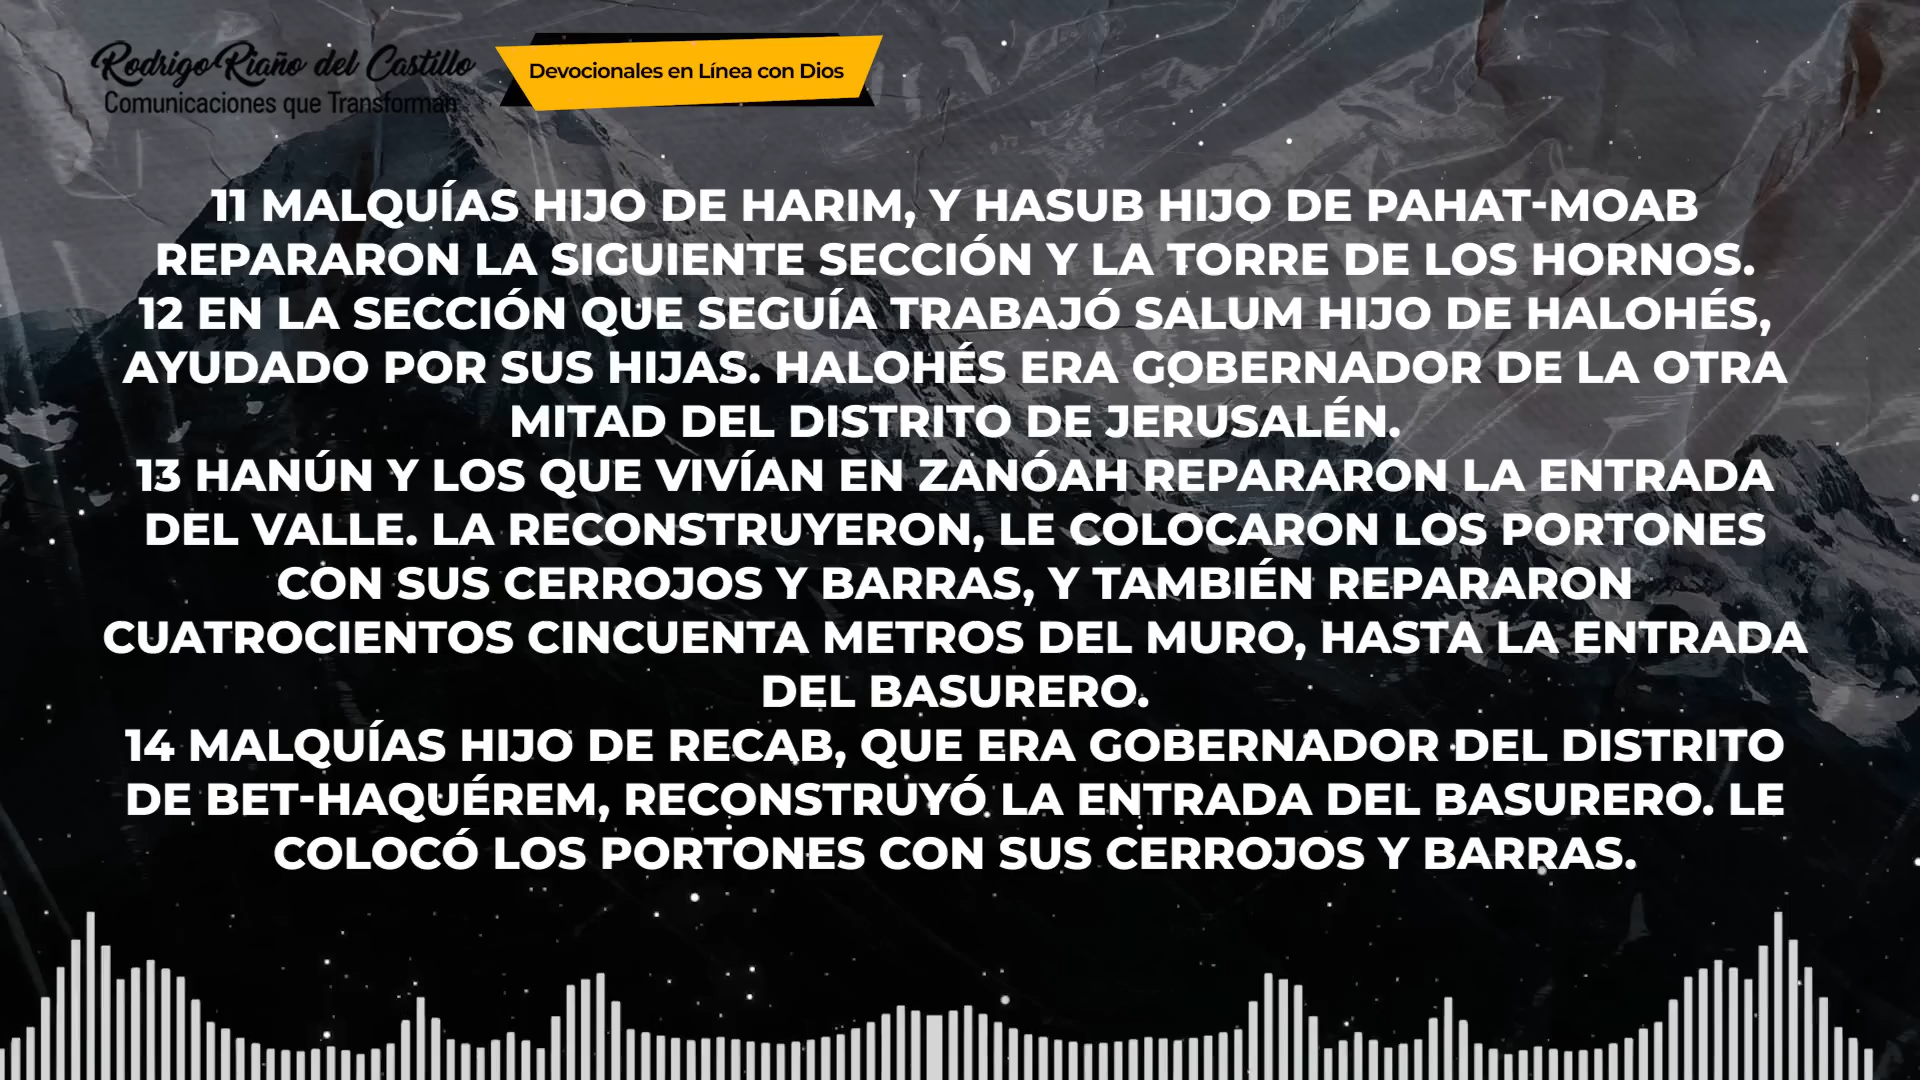 Rodrigo Riaño del Castillo
Comunicaciones que Transforman
Devocionales en Línea con Dios
11 MALQUÍAS HIJO DE HARIM, Y HASUB HIJO DE PAHAT-MOAB
REPARARON LA SIGUIENTE SECCIÓN Y LA TORRE DE LOS HORNOS.
12 EN LA SECCIÓN QUE SEGUÍA TRABAJÓ SALUM HIJO DE HALOHÉS,
AYUDADO POR SUS HIJAS. HALOHÉS ERA GOBERNADOR DE LA OTRA
MITAD DEL DISTRITO DE JERUSALÉN.
13 HANÚN Y LOS QUE VIVÍAN EN ZANÓAH REPARARON LA ENTRADA
DEL VALLE. LA RECONSTRUYERON, LE COLOCARON LOS PORTONES
CON SUS CERROJOS Y BARRAS, Y TAMBIÉN REPARARON
CUATROCIENTOS CINCUENTA METROS DEL MURO, HASTA LA ENTRADA
DEL BASURERO.
14 MALQUÍAS HIJO DE RECAB, QUE ERA GOBERNADOR DEL DISTRITO
DE BET-HAQUÉREM, RECONSTRUYÓ LA ENTRADA DEL BASURERO. LE
COLOCÓ LOS PORTONES CON SUS CERROJOS Y BARRAS.